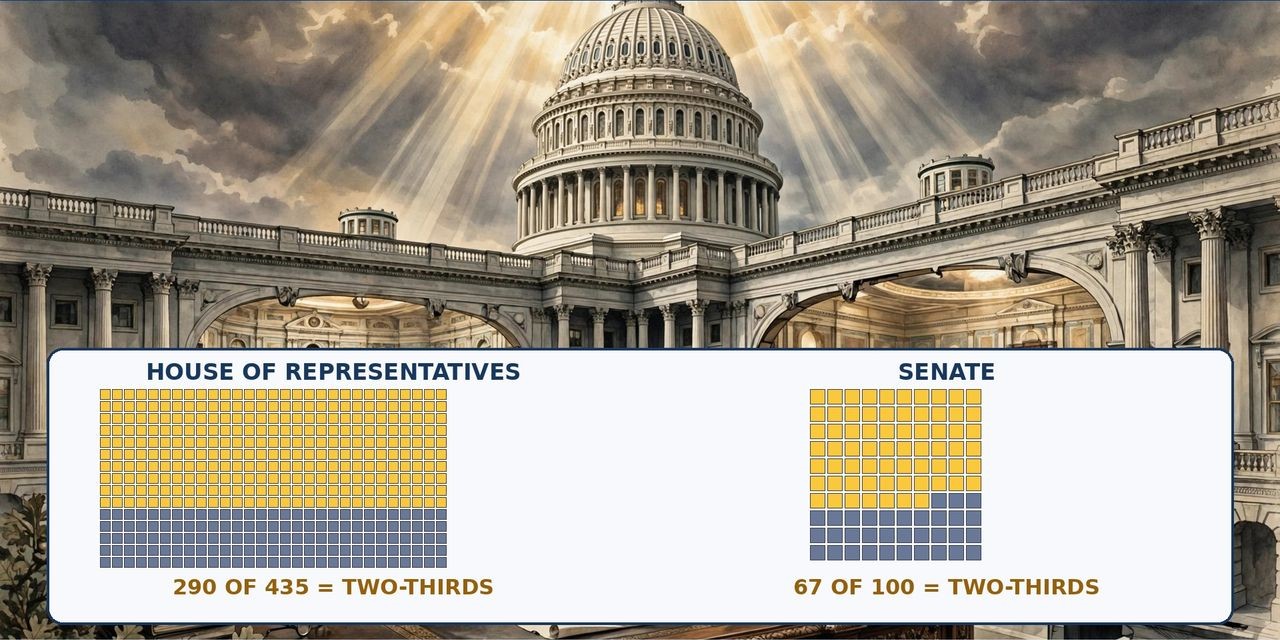 HOUSE OF REPRESENTATIVES
SENATE
290 OF 435 = TWO-THIRDS
67 OF 100 = TWO-THIRDS